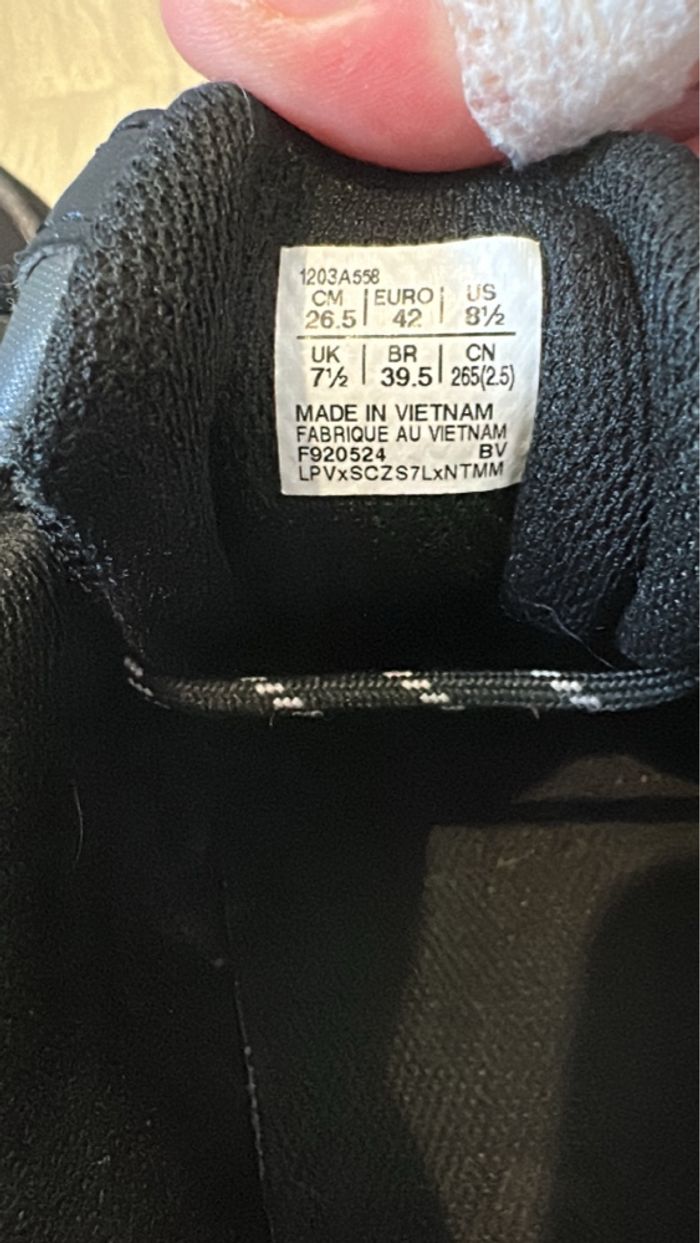 1203A558
CM | EURO | US
26.5 | 42 | 8½
UK | BR | CN
7½ | 39.5 | 265(2.5)
MADE IN VIETNAM
FABRIQUE AU VIETNAM
F920524 BV
LPVxSCZS7LxNTMM